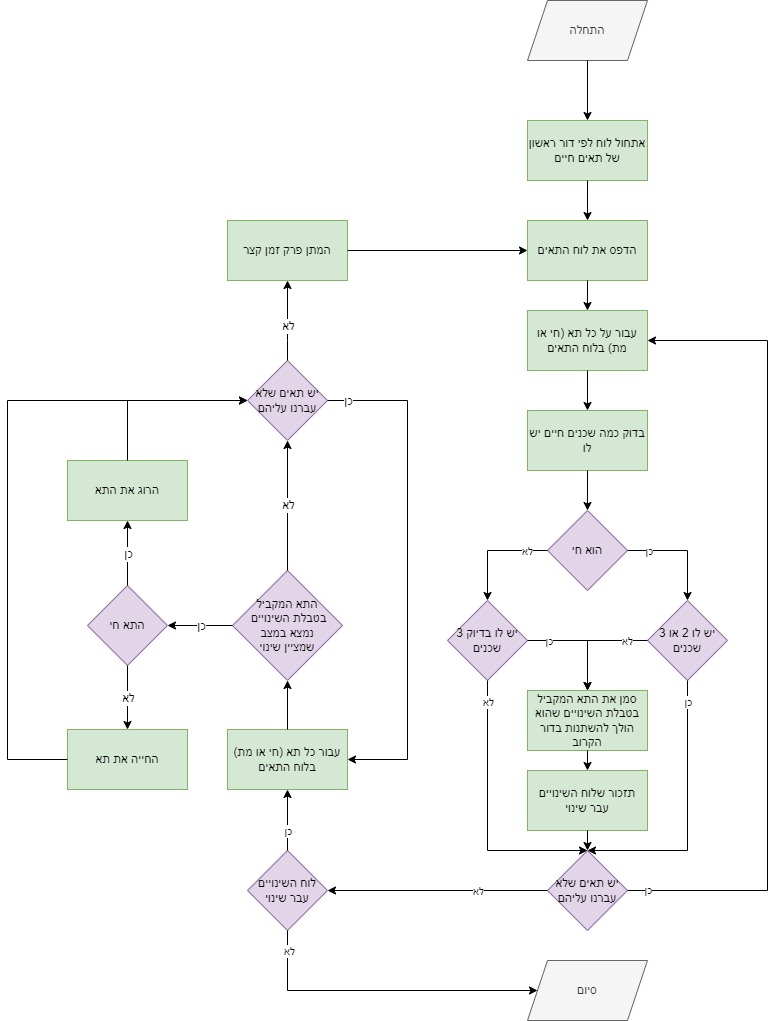 התחלה
אתחול לוח לפי דור ראשון
של תאים חיים
הדפס את לוח התאים
המתן פרק זמן קצר
עבור על כל תא (חי או
מת) בלוח התאים
לא
יש תאים שלא
עברנו עליהם
כן
בדוק כמה שכנים חיים יש
לו
הרוג את התא
לא
הוא חי
כן
לא
כן
התא המקביל
בטבלת השינויים
נמצא במצב
שמציין שינוי
כן
התא חי
יש לו 2 או 3
שכנים
לא
כן
יש לו בדיוק 3
שכנים
לא
כן
לא
סמן את התא המקביל
בטבלת השינויים שהוא
הולך להשתנות בדור
הקרוב
עבור כל תא (חי או מת)
בלוח התאים
החייה את תא
תזכור שלוח השינויים
עבר שינוי
כן
יש תאים שלא
עברנו עליהם
כן
לא
לוח השינויים
עבר שינוי
לא
סיום